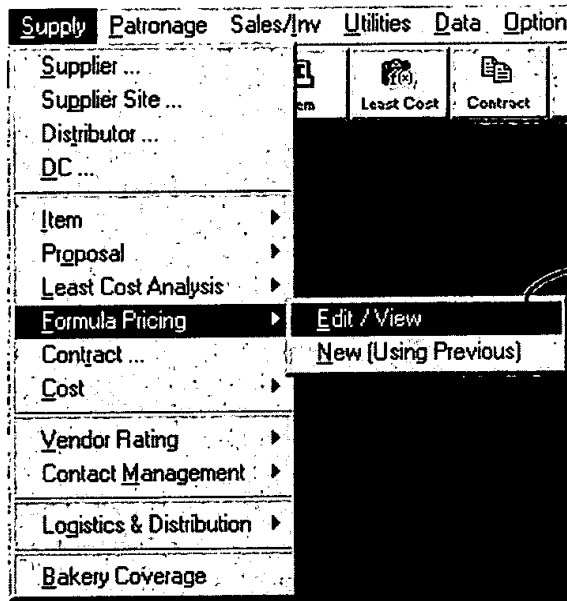 Supply Patronage Sales/Inv Utilities Data Option
Supplier ...
Supplier Site ...
Distributor ...
DC ...
Least Cost
Contract
Item
Proposal
Least Cost Analysis
Formula Pricing
Edit / View
New (Using Previous)
Contract ...
Cost
Vendor Rating
Contact Management
Logistics & Distribution
Bakery Coverage